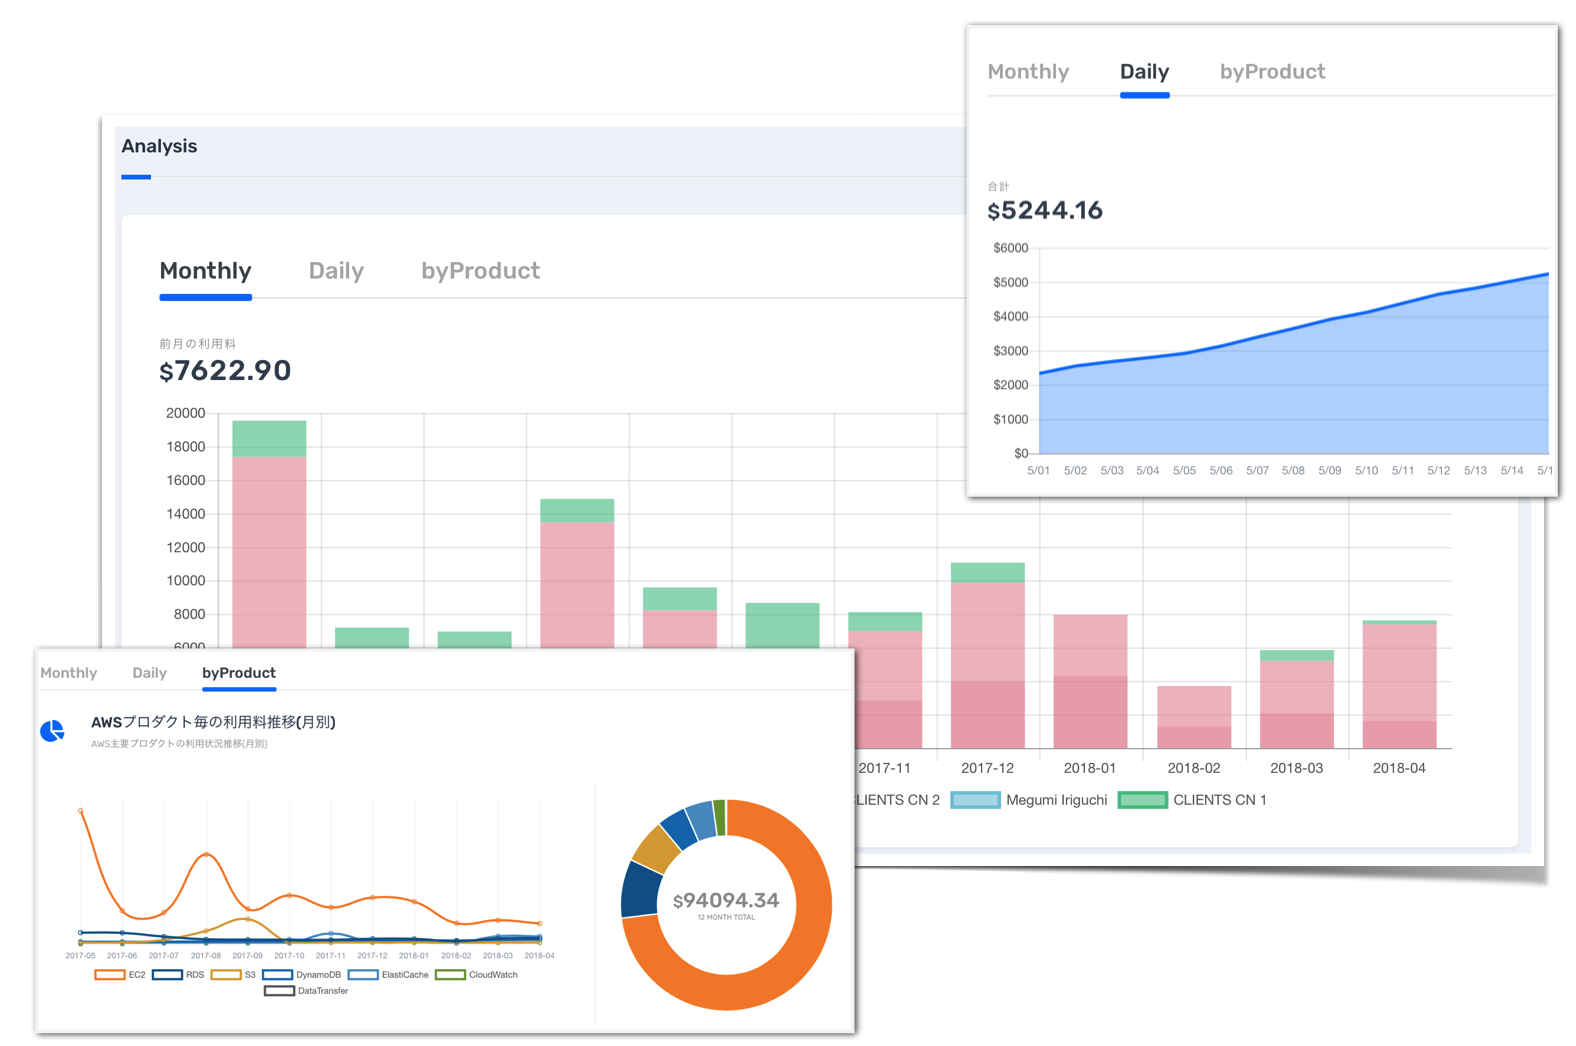 Monthly Daily byProduct
合計
$5244.16
$6000
$5000
$4000
$3000
$2000
$1000
$0
5/01 5/02 5/03 5/04 5/05 5/06 5/07 5/08 5/09 5/10 5/11 5/12 5/13 5/14 5/1
Analysis
Monthly Daily byProduct
前月の利用料
$7622.90
20000
18000
16000
14000
12000
10000
8000
6000
2017-11 2017-12 2018-01 2018-02 2018-03 2018-04
LIENTS CN 2 Megumi Iriguchi CLIENTS CN 1
Monthly Daily byProduct
AWSプロダクト毎の利用料推移(月別)
AWS主要プロダクトの利用状況推移(月別)
2017-05 2017-06 2017-07 2017-08 2017-09 2017-10 2017-11 2017-12 2018-01 2018-02 2018-03 2018-04
EC2 RDS S3 DynamoDB ElastiCache CloudWatch
DataTransfer
$94094.34
12 MONTH TOTAL